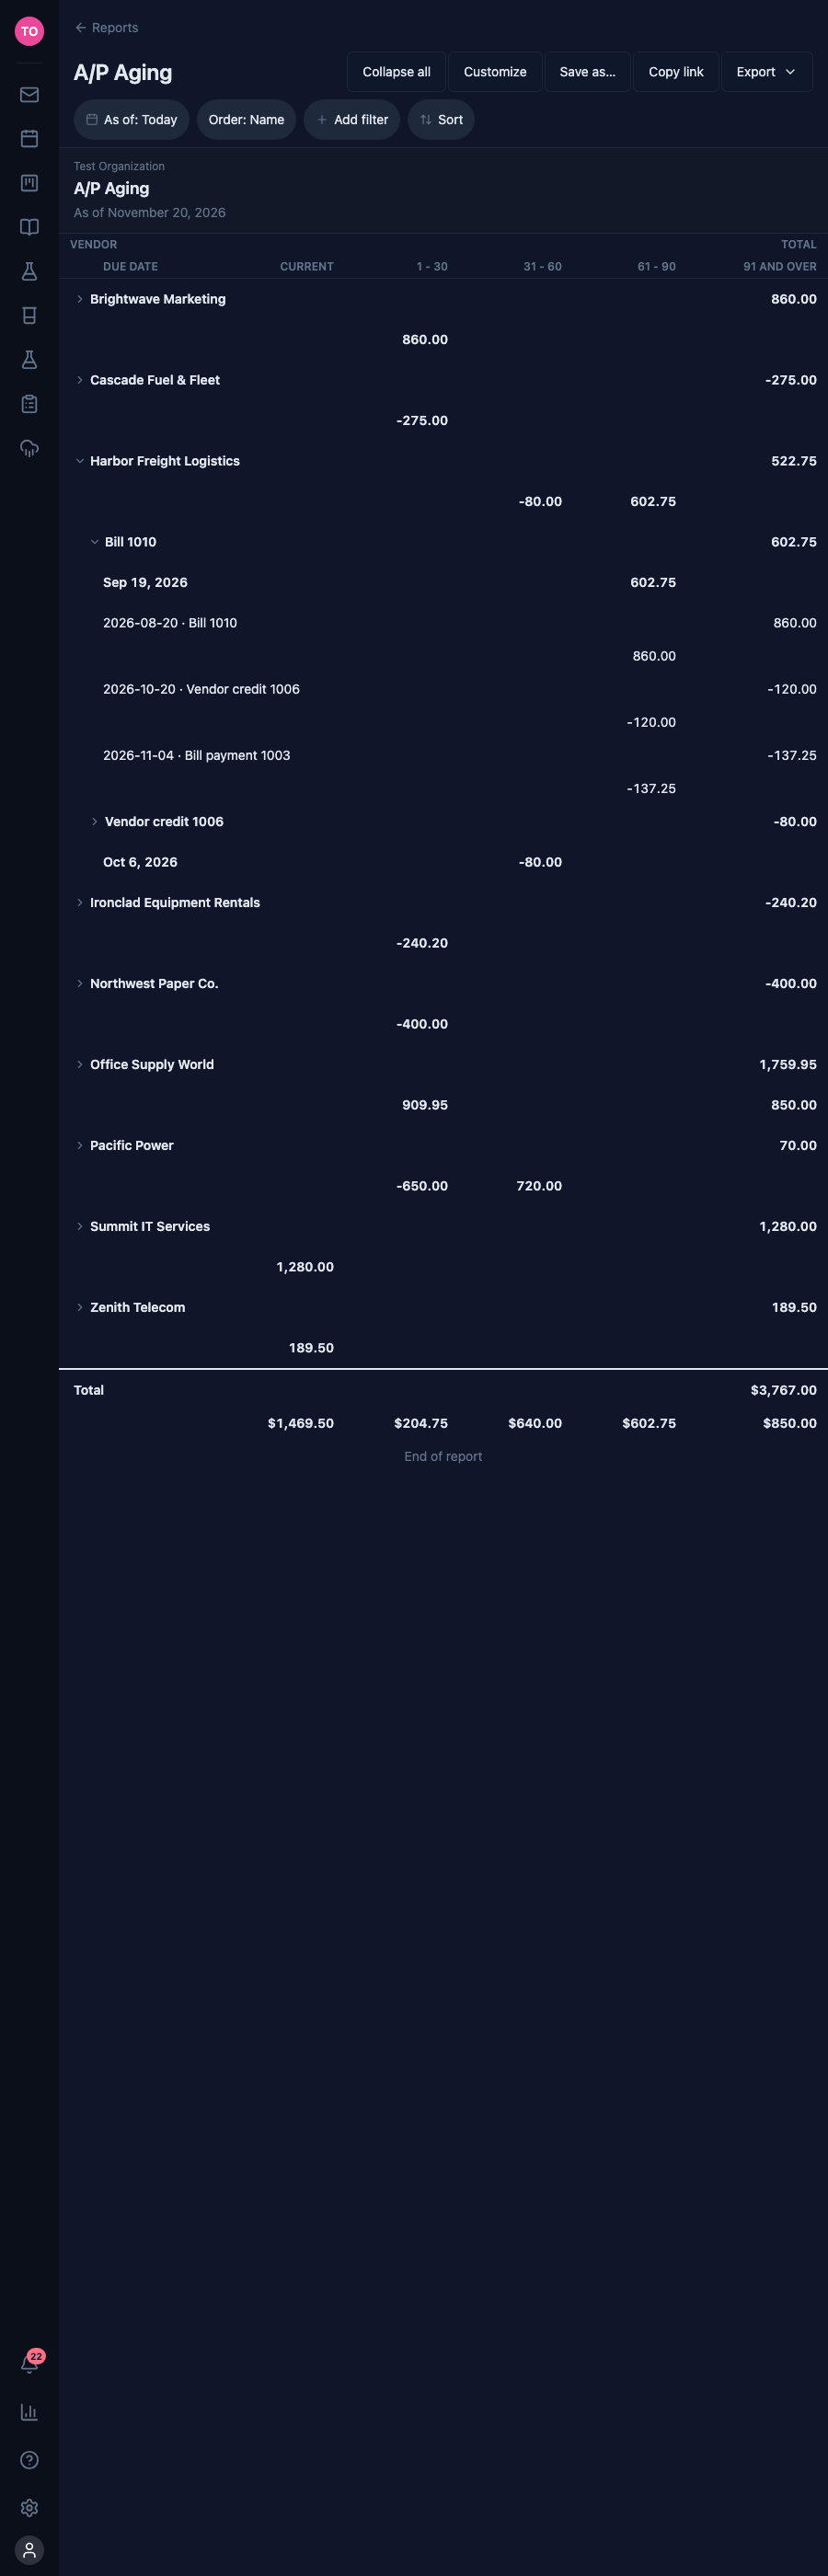 TO
Reports
A/P Aging
Collapse all Customize Save as... Copy link Export
As of: Today Order: Name Add filter Sort
Test Organization
A/P Aging
As of November 20, 2026
VENDOR TOTAL
DUE DATE CURRENT 1 - 30 31 - 60 61 - 90 91 AND OVER
Brightwave Marketing 860.00
860.00
Cascade Fuel & Fleet -275.00
-275.00
Harbor Freight Logistics 522.75
-80.00 602.75
Bill 1010 602.75
Sep 19, 2026 602.75
2026-08-20 · Bill 1010 860.00
860.00
2026-10-20 · Vendor credit 1006 -120.00
-120.00
2026-11-04 · Bill payment 1003 -137.25
-137.25
Vendor credit 1006 -80.00
Oct 6, 2026 -80.00
Ironclad Equipment Rentals -240.20
-240.20
Northwest Paper Co. -400.00
-400.00
Office Supply World 1,759.95
909.95 850.00
Pacific Power 70.00
-650.00 720.00
Summit IT Services 1,280.00
1,280.00
Zenith Telecom 189.50
189.50
Total $3,767.00
$1,469.50 $204.75 $640.00 $602.75 $850.00
End of report
22